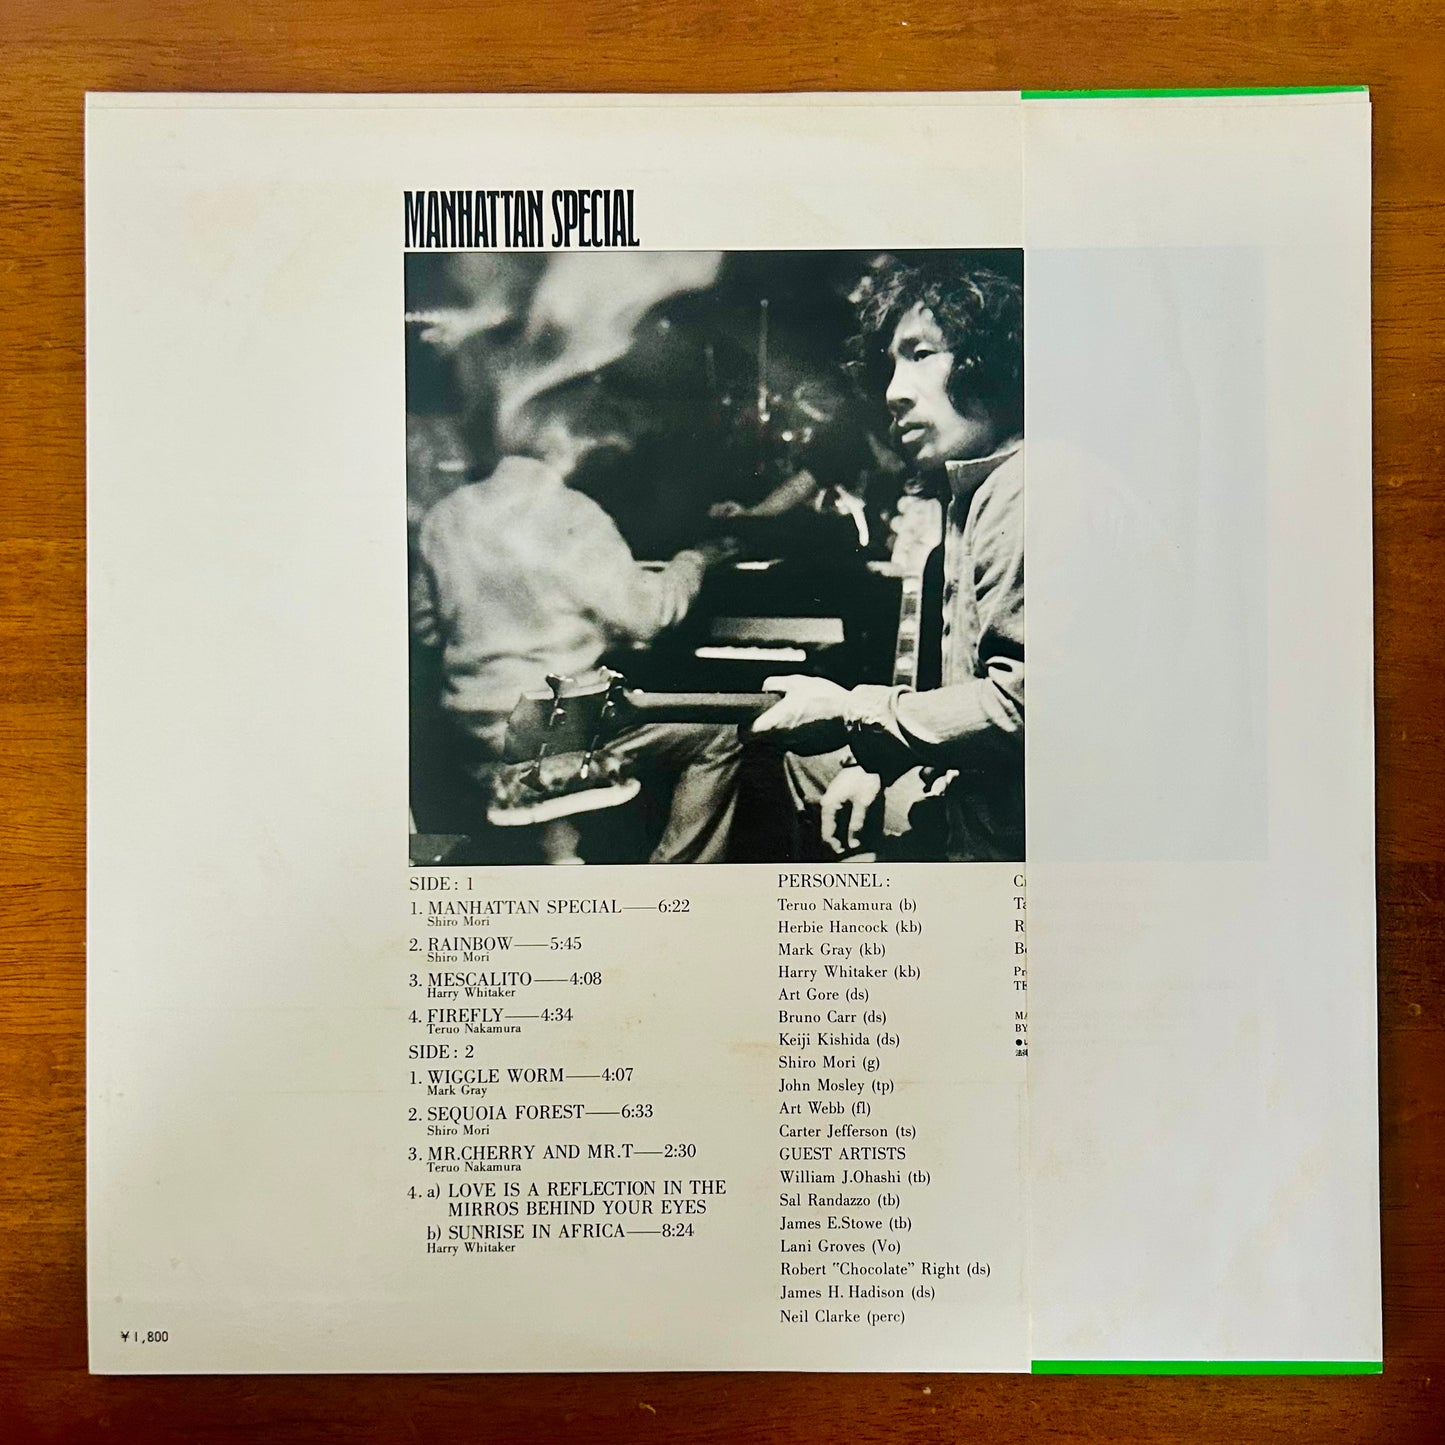 MANHATTAN SPECIAL
SIDE : 1
1. MANHATTAN SPECIAL——6:22
Shiro Mori
2. RAINBOW——5:45
Shiro Mori
3. MESCALITO——4:08
Harry Whitaker
4. FIREFLY——4:34
Teruo Nakamura
SIDE : 2
1. WIGGLE WORM——4:07
Mark Gray
2. SEQUOIA FOREST——6:33
Shiro Mori
3. MR.CHERRY AND MR.T——2:30
Teruo Nakamura
4. a) LOVE IS A REFLECTION IN THE
MIRROS BEHIND YOUR EYES
b) SUNRISE IN AFRICA——8:24
Harry Whitaker
PERSONNEL :
Teruo Nakamura (b)
Herbie Hancock (kb)
Mark Gray (kb)
Harry Whitaker (kb)
Art Gore (ds)
Bruno Carr (ds)
Keiji Kishida (ds)
Shiro Mori (g)
John Mosley (tp)
Art Webb (fl)
Carter Jefferson (ts)
GUEST ARTISTS
William J.Ohashi (tb)
Sal Randazzo (tb)
James E.Stowe (tb)
Lani Groves (Vo)
Robert "Chocolate" Right (ds)
James H. Hadison (ds)
Neil Clarke (perc)
BY
¥1,800